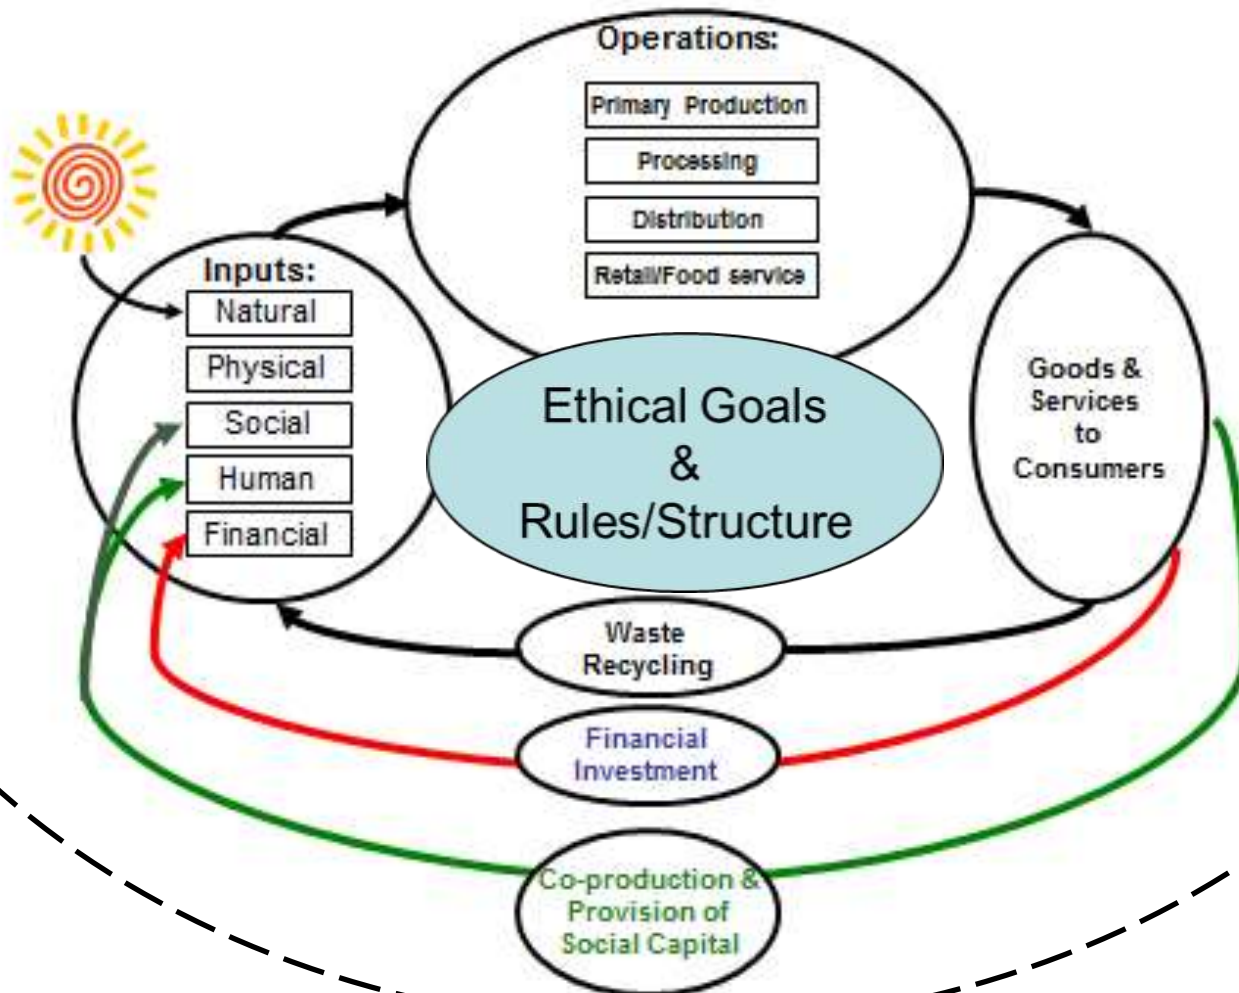 Operations:
Primary Production
Processing
Distribution
Retail/Food service
Inputs:
Natural
Physical
Social
Human
Financial
Ethical Goals
&
Rules/Structure
Goods &
Services
to
Consumers
Waste
Recycling
Financial
Investment
Co-production &
Provision of
Social Capital